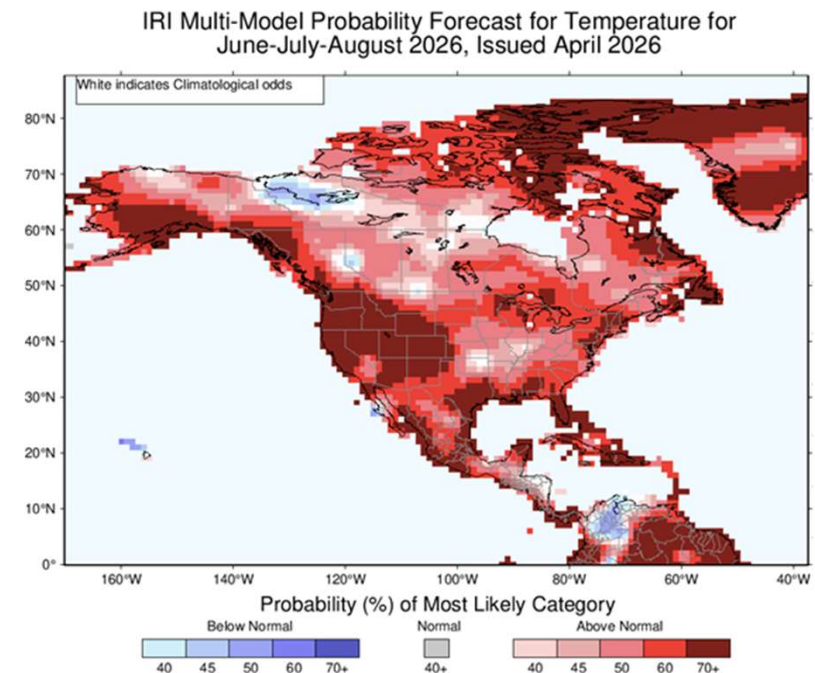 IRI Multi-Model Probability Forecast for Temperature for
June-July-August 2026, Issued April 2026
White indicates Climatological odds
80°N
70°N
60°N
50°N
40°N
30°N
20°N
10°N
0°
160°W 140°W 120°W 100°W 80°W 60°W 40°W
Probability (%) of Most Likely Category
Below Normal Normal Above Normal
40 45 50 60 70+ 40+ 40 45 50 60 70+